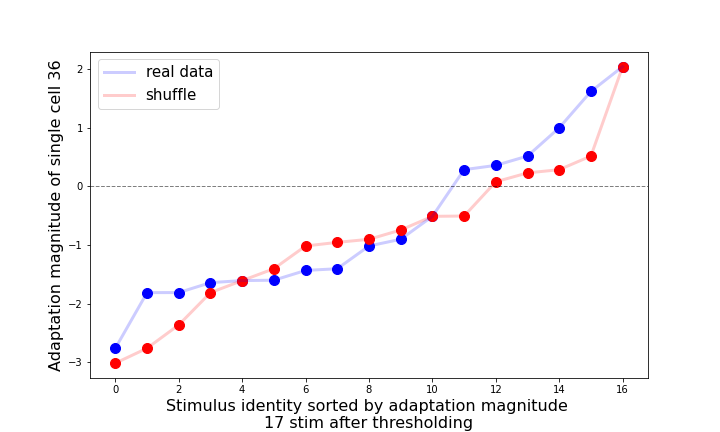 real data
shuffle
Adaptation magnitude of single cell 36
2
1
0
−1
−2
−3
0 2 4 6 8 10 12 14 16
Stimulus identity sorted by adaptation magnitude
17 stim after thresholding